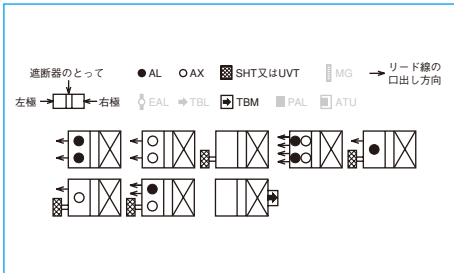 遮断器のとって
左極
右極
AL
AX
SHT又はUVT
MG
リード線の
口出し方向
EAL
TBL
TBM
PAL
ATU